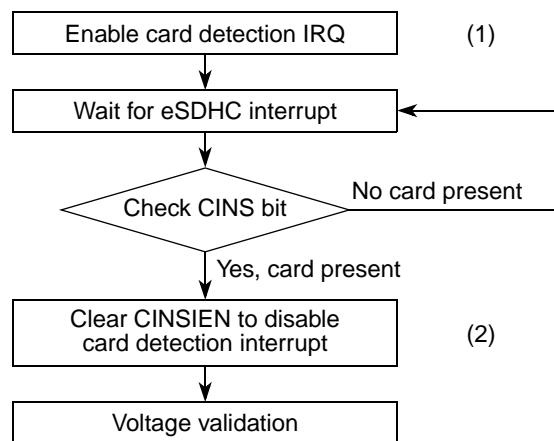 Enable card detection IRQ (1)
Wait for eSDHC interrupt
Check CINS bit
No card present
Yes, card present
Clear CINSIEN to disable
card detection interrupt
(2)
Voltage validation